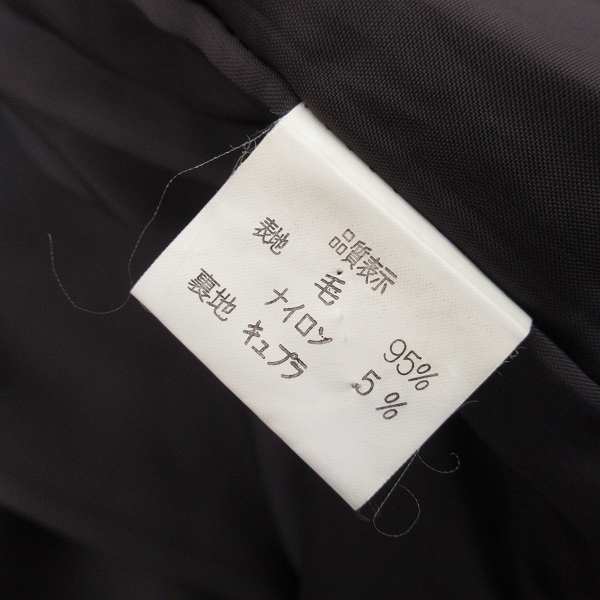 品質表示
表地 毛 95%
ナイロン 5%
裏地 キュプラ